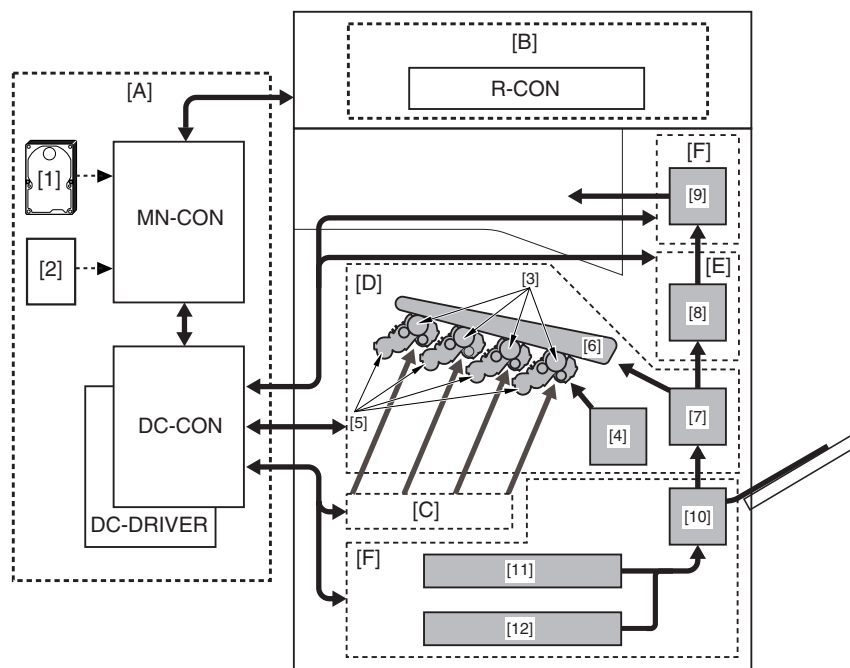 [B]
R-CON
[A]
[1]
MN-CON
[2]
[F]
[9]
[E]
[8]
[D]
[3]
[6]
[5]
[4]
[7]
DC-CON
DC-DRIVER
[C]
[10]
[F]
[11]
[12]